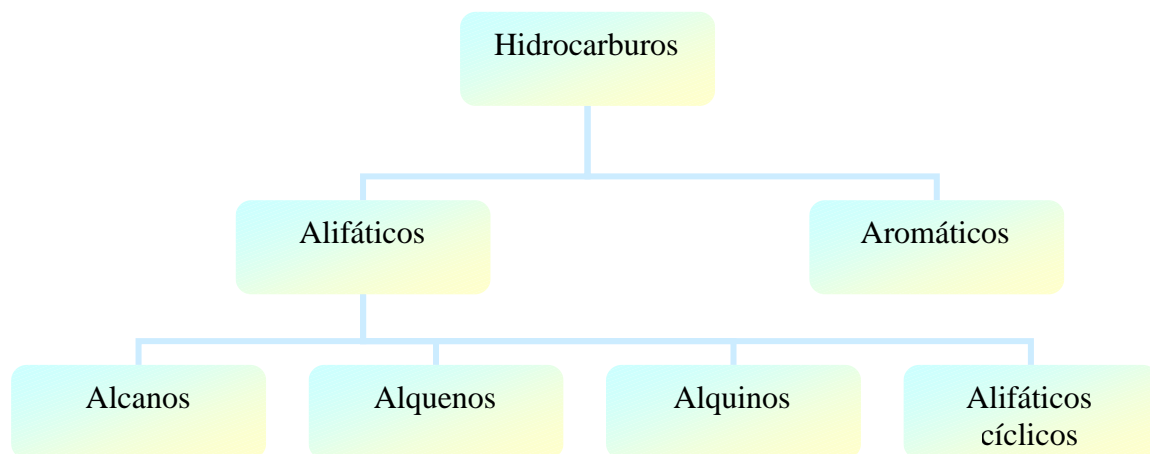 Hidrocarburos
Alifáticos
Aromáticos
Alcanos
Alquenos
Alquinos
Alifáticos
cíclicos